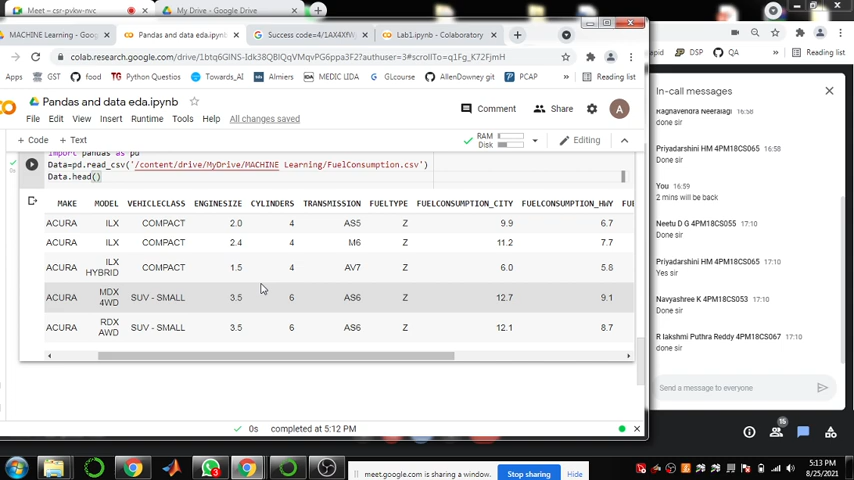 Meet – csr-pvkw-nvc
My Drive - Google Drive
MACHINE Learning - Goog
Pandas and data eda.ipynb
Success code=4/1AX4XfW
Lab1.ipynb - Colaboratory
colab.research.google.com/drive/1btq6GlNS-Idk38QBlQqVMqvG6ppa3F2?authuser=3#scrollTo=q1Fg_K72FjmH
Apps
GST
food
Python Questions
Towards_AI
Almiers
MEDIC LIDA
GLcourse
AllenDowney git
PCAP
Reading list
DSP
QA
Reading list
Pandas and data eda.ipynb
Comment
Share
A
File Edit View Insert Runtime Tools Help All changes saved
+ Code + Text
RAM
Disk
Editing
import pandas as pd
Data=pd.read_csv('/content/drive/MyDrive/MACHINE Learning/FuelConsumption.csv')
Data.head()
0s
MAKE MODEL VEHICLECLASS ENGINESIZE CYLINDERS TRANSMISSION FUELTYPE FUELCONSUMPTION_CITY FUELCONSUMPTION_HWY FUE
ACURA ILX COMPACT 2.0 4 AS5 Z 9.9 6.7
ACURA ILX COMPACT 2.4 4 M6 Z 11.2 7.7
ACURA ILX HYBRID COMPACT 1.5 4 AV7 Z 6.0 5.8
ACURA MDX 4WD SUV - SMALL 3.5 6 AS6 Z 12.7 9.1
ACURA RDX AWD SUV - SMALL 3.5 6 AS6 Z 12.1 8.7
0s completed at 5:12 PM
In-call messages
Raghavendra Neeralagi 16:58
done sir
Priyadarshini HM 4PM18CS065 16:58
Done sir
You 16:59
2 mins will be back
Neetu D G 17:10
Done sir
Priyadarshini HM 4PM18CS065 17:10
Yes sir
Navyashree K 4PM18CS053 17:10
Done sir
R lakshmi Puthra Reddy 4PM18CS067 17:10
done sir
Send a message to everyone
15
3
meet.google.com is sharing a window.
Stop sharing
Hide
5:13 PM
8/25/2021